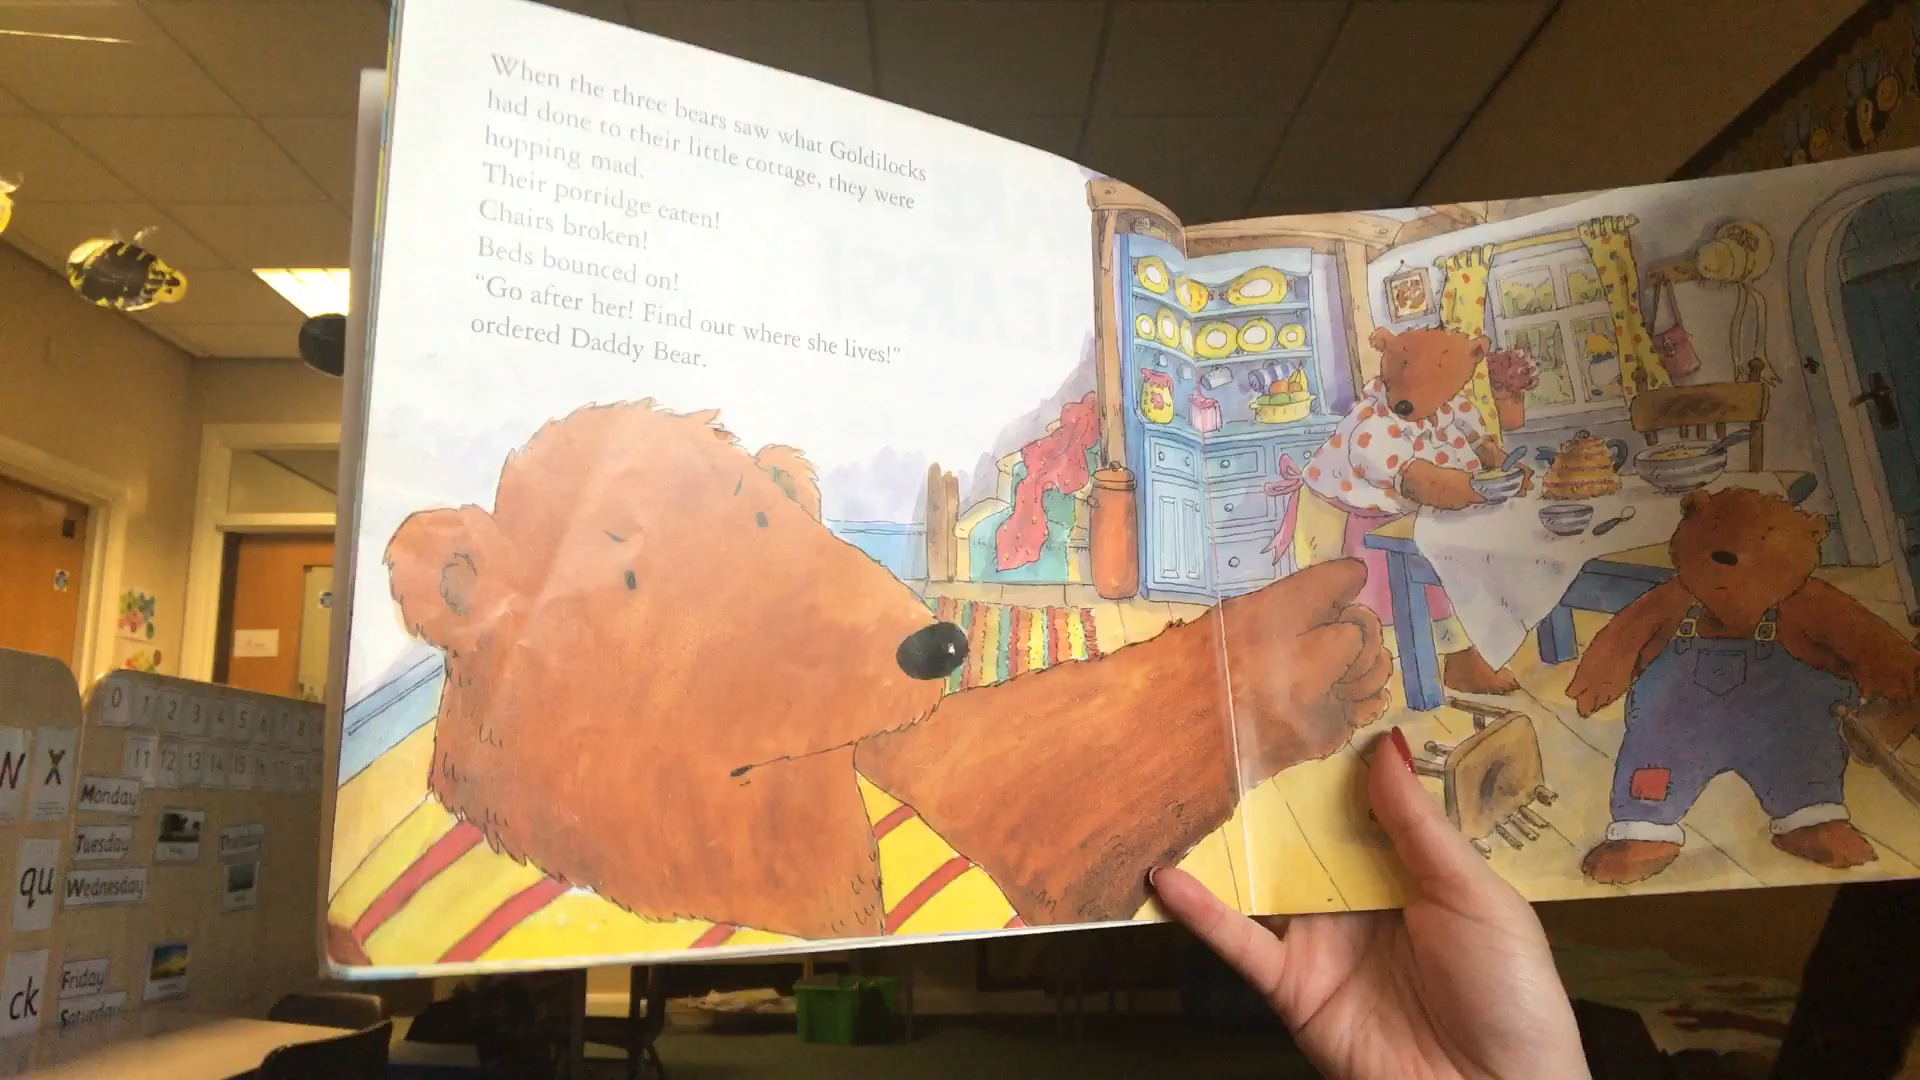 When the three bears saw what Goldilocks
had done to their little cottage, they were
hopping mad.
Their porridge eaten!
Chairs broken!
Beds bounced on!
“Go after her! Find out where she lives!”
ordered Daddy Bear.
0 1 2 3 4 5 6 7 8
11 12 13 14 15
N X
qu
ck
Monday
Tuesday
Wednesday
Thursday
Friday
Saturday